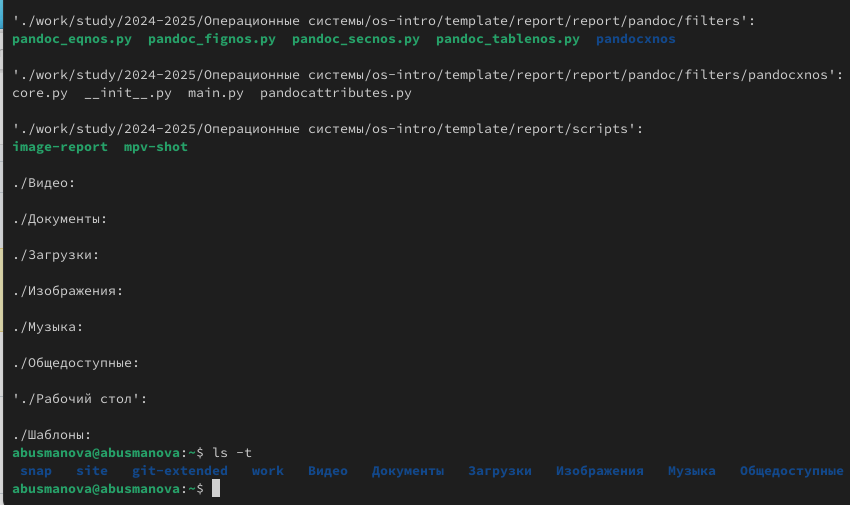 './work/study/2024-2025/Операционные системы/os-intro/template/report/report/pandoc/filters':
pandoc_eqnos.py  pandoc_fignos.py  pandoc_secnos.py  pandoc_tablenos.py  pandocxnos
'./work/study/2024-2025/Операционные системы/os-intro/template/report/report/pandoc/filters/pandocxnos':
core.py  __init__.py  main.py  pandocattributes.py
'./work/study/2024-2025/Операционные системы/os-intro/template/report/scripts':
image-report  mpv-shot
./Видео:
./Документы:
./Загрузки:
./Изображения:
./Музыка:
./Общедоступные:
'./Рабочий стол':
./Шаблоны:
abusmanova@abusmanova:~$ ls -t
snap  site  git-extended  work  Видео  Документы  Загрузки  Изображения  Музыка  Общедоступные
abusmanova@abusmanova:~$